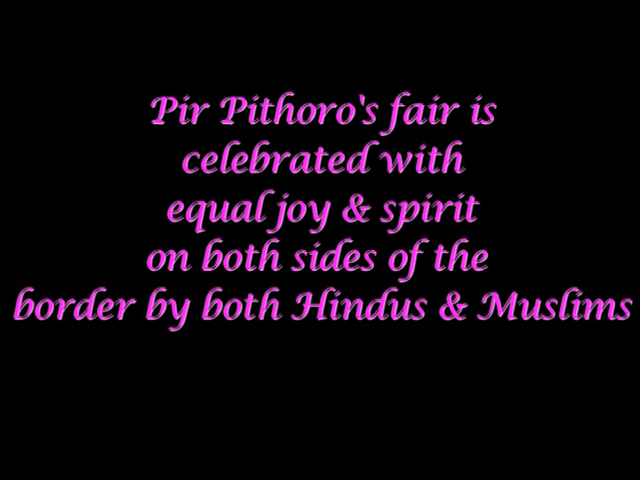 Pir Pithoro's fair is
celebrated with
equal joy & spirit
on both sides of the
border by both Hindus & Muslims